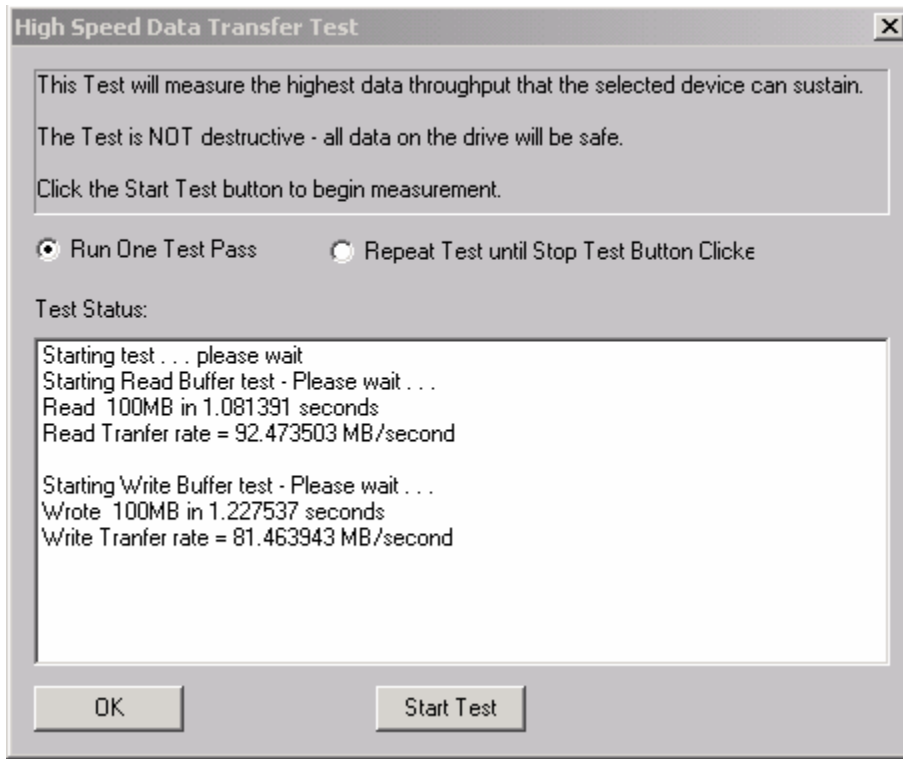 High Speed Data Transfer Test
This Test will measure the highest data throughput that the selected device can sustain.
The Test is NOT destructive - all data on the drive will be safe.
Click the Start Test button to begin measurement.
Run One Test Pass
Repeat Test until Stop Test Button Clicke
Test Status:
Starting test . . . please wait
Starting Read Buffer test - Please wait . . .
Read  100MB in 1.081391 seconds
Read Tranfer rate = 92.473503 MB/second
Starting Write Buffer test - Please wait . . .
Wrote  100MB in 1.227537 seconds
Write Tranfer rate = 81.463943 MB/second
OK
Start Test